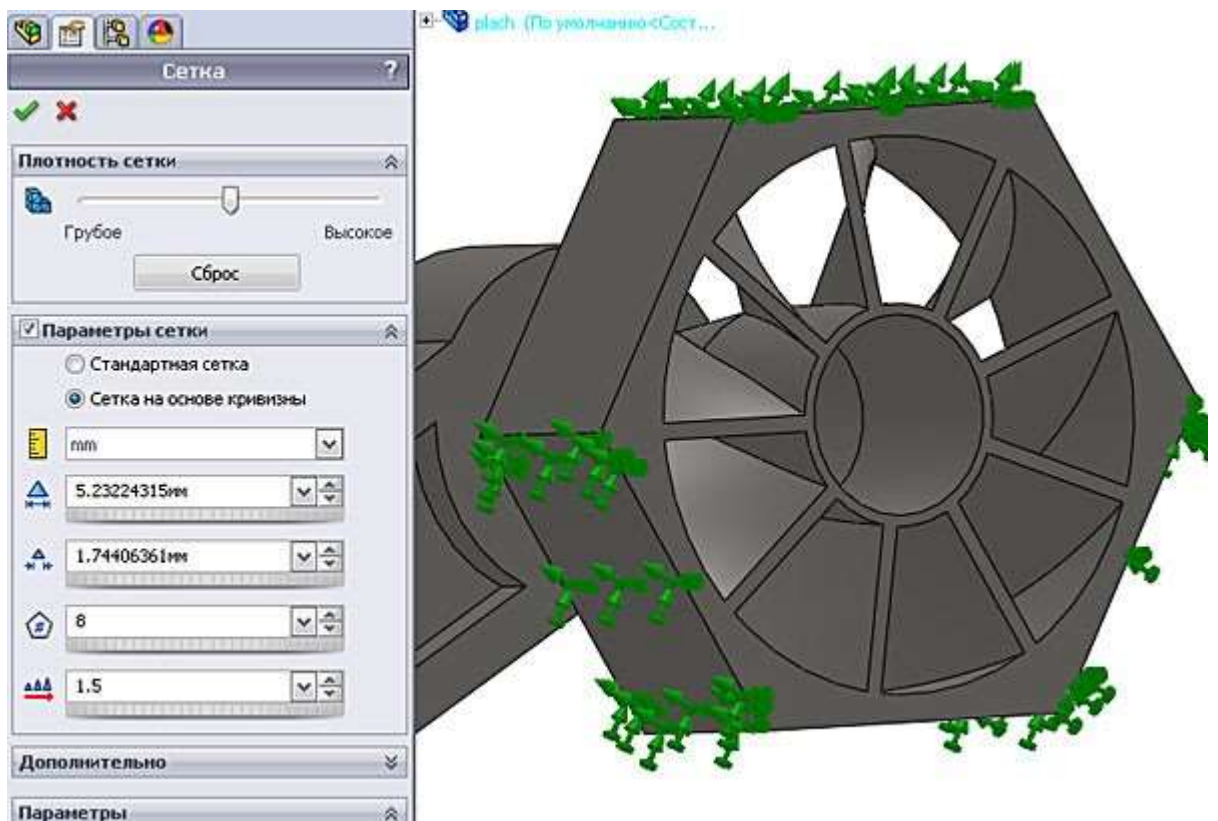 Сетка ?
Плотность сетки
Грубое Высокое
Сброс
Параметры сетки
Стандартная сетка
Сетка на основе кривизны
mm
5.23224315мм
1.74406361мм
8
1.5
Дополнительно
Параметры
plach (По умолчанию<Сост...